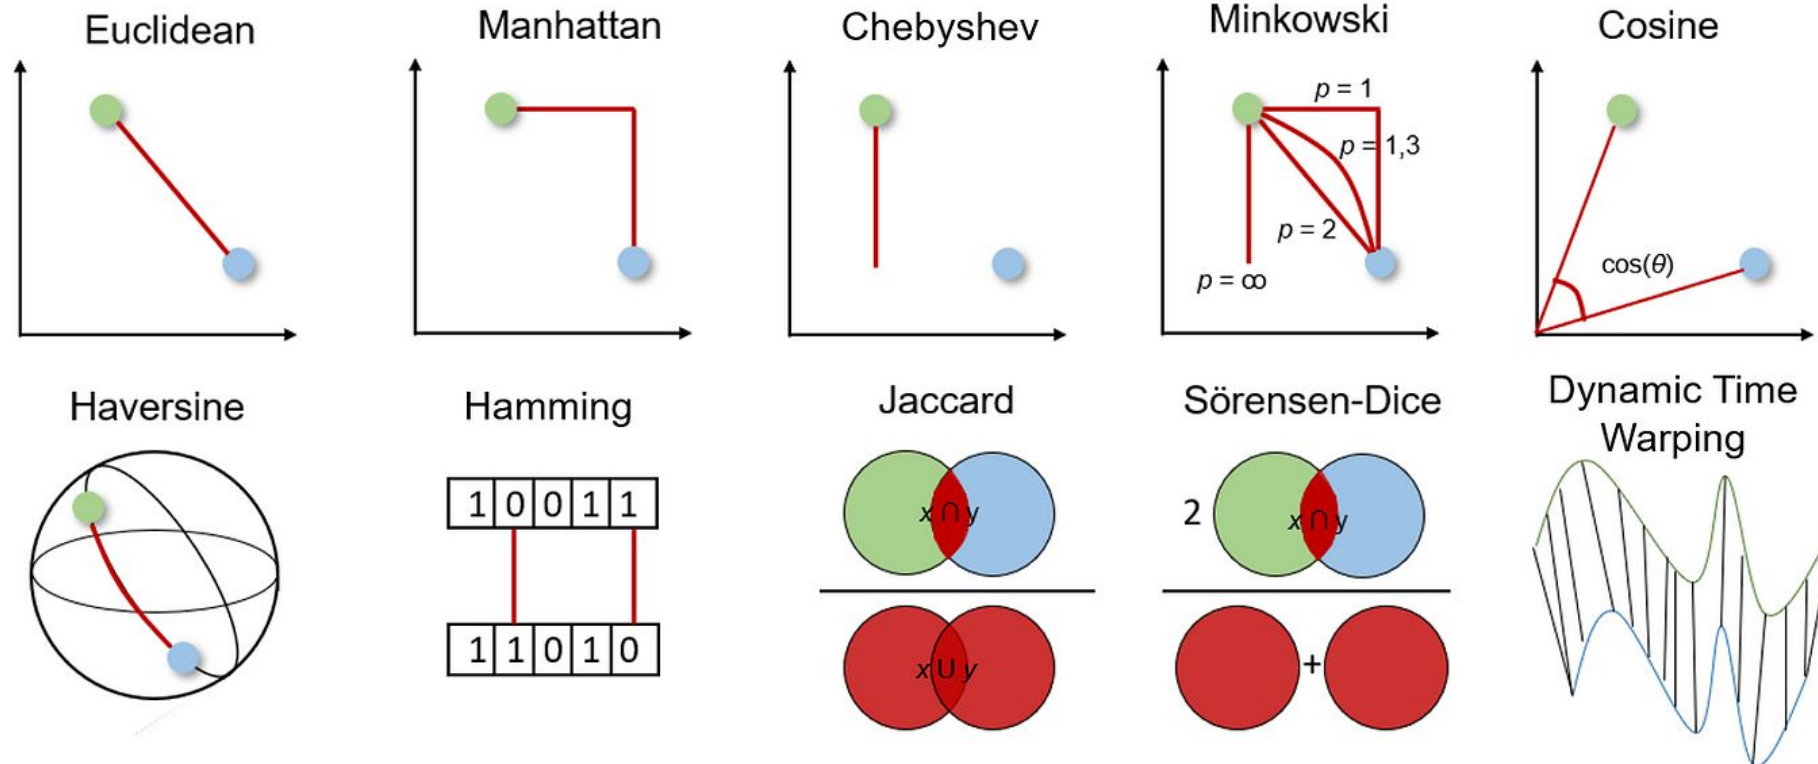 Euclidean
Manhattan
Chebyshev
Minkowski
Cosine
p = 1
p = 1,3
p = 2
p = ∞
cos(θ)
Haversine
Hamming
Jaccard
Sörensen-Dice
Dynamic Time
Warping
1 0 0 1 1
1 1 0 1 0
x ∩ y
x ∪ y
2
x ∩ y
+